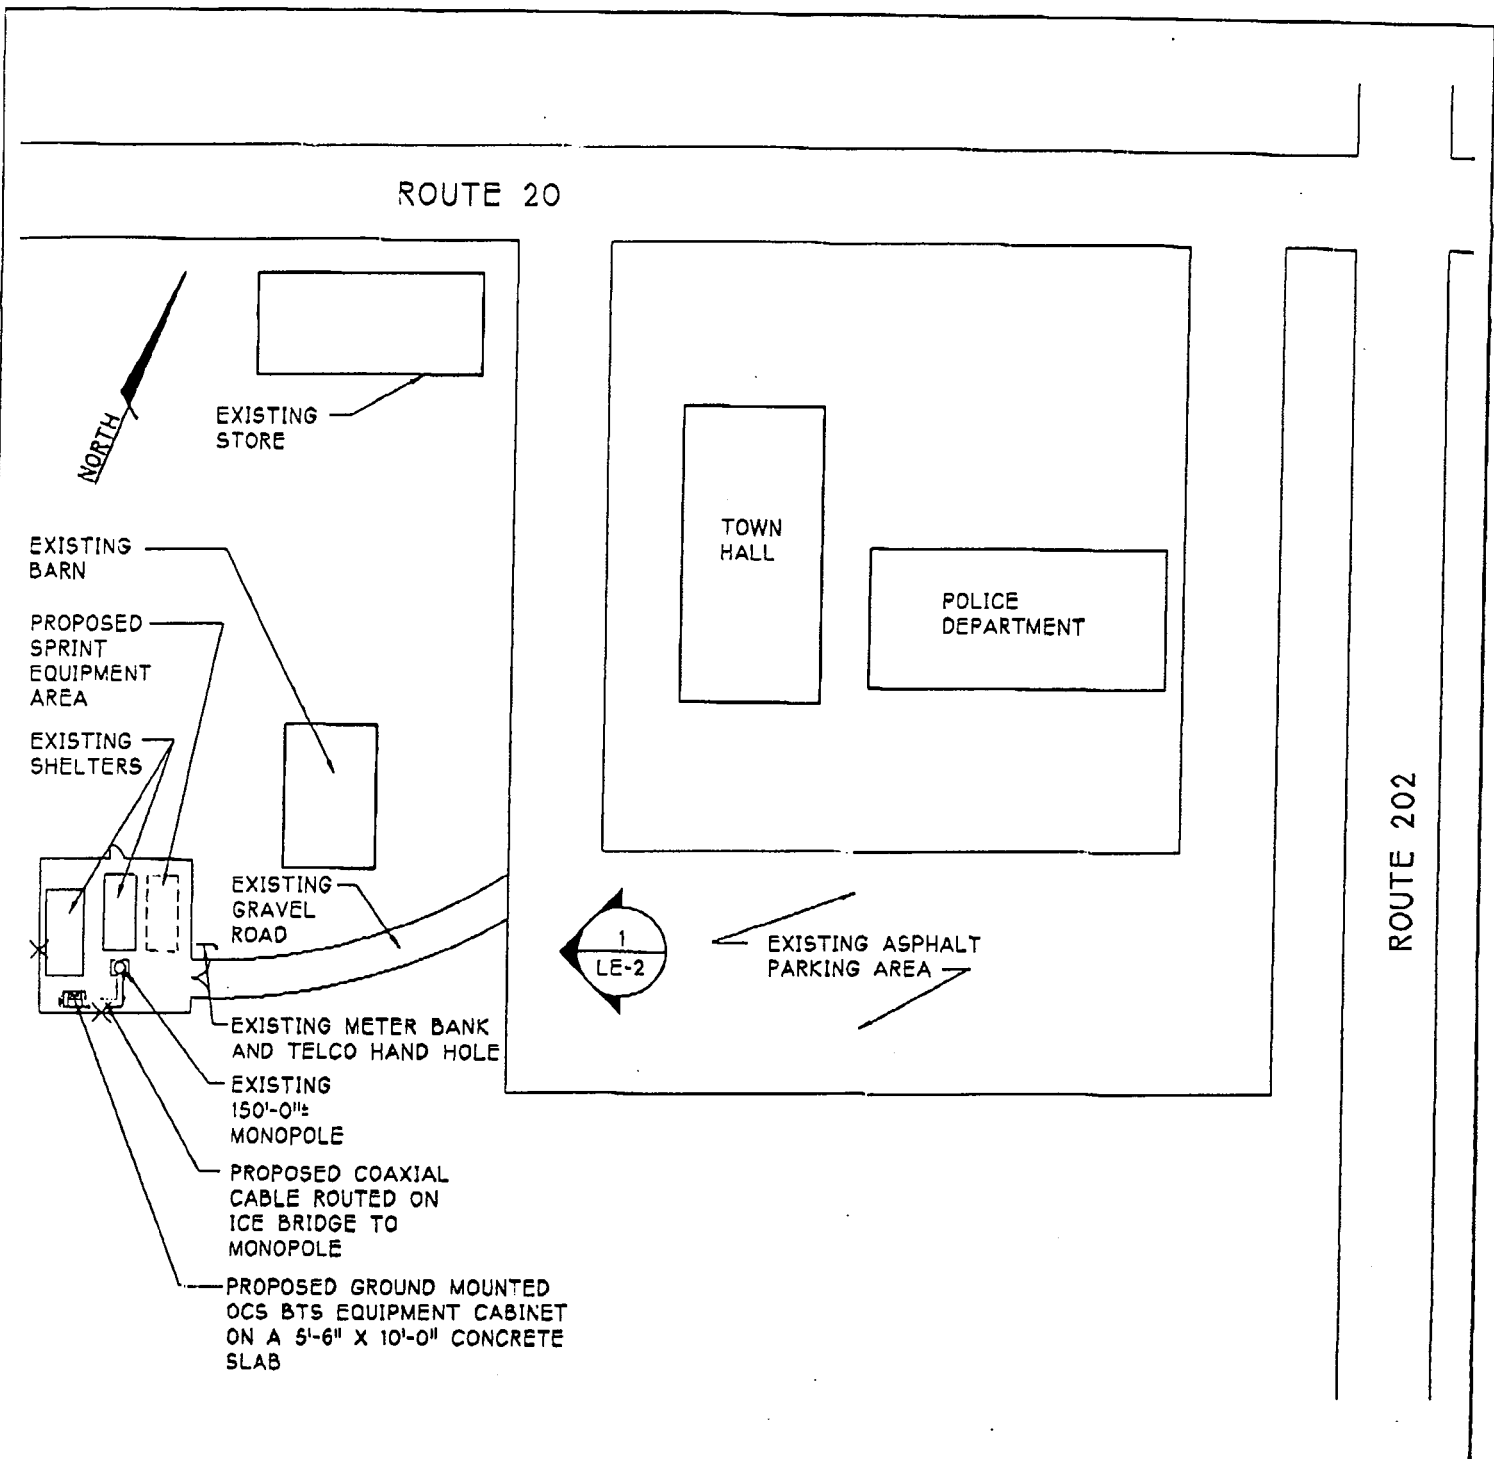 ROUTE 20
NORTH
EXISTING
STORE
EXISTING
BARN
TOWN
HALL
POLICE
DEPARTMENT
PROPOSED
SPRINT
EQUIPMENT
AREA
EXISTING
SHELTERS
ROUTE 202
EXISTING
GRAVEL
ROAD
1
LE-2
EXISTING ASPHALT
PARKING AREA
EXISTING METER BANK
AND TELCO HAND HOLE
EXISTING
150'-0"±
MONOPOLE
PROPOSED COAXIAL
CABLE ROUTED ON
ICE BRIDGE TO
MONOPOLE
PROPOSED GROUND MOUNTED
OCS BTS EQUIPMENT CABINET
ON A 5'-6" X 10'-0" CONCRETE
SLAB